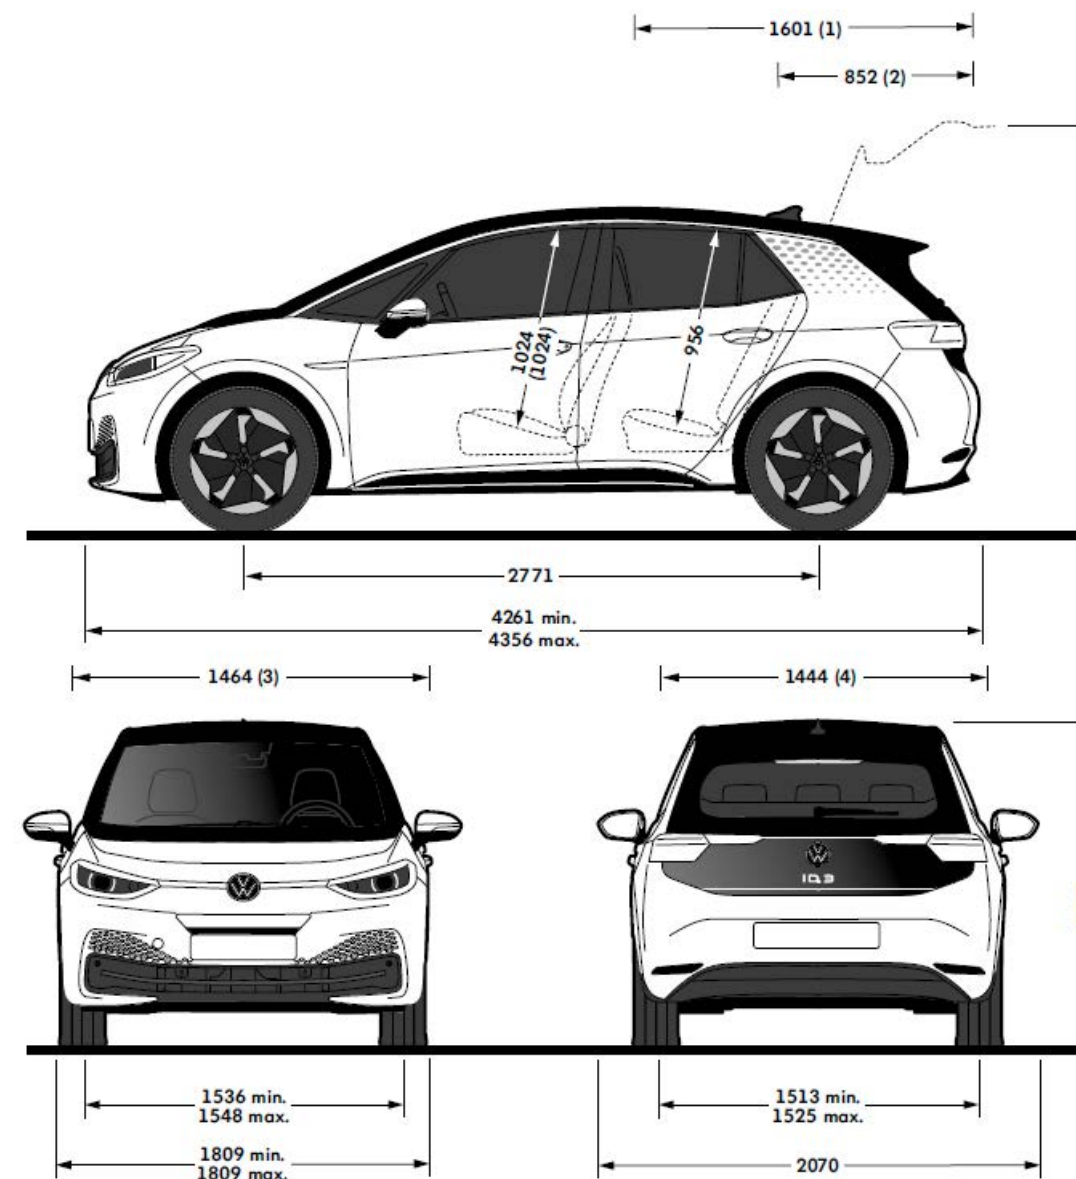 1601 (1)
852 (2)
1024
(1024)
956
2771
4261 min.
4356 max.
1464 (3)
1444 (4)
ID.3
1536 min.
1548 max.
1513 min.
1525 max.
1809 min.
1809 max.
2070